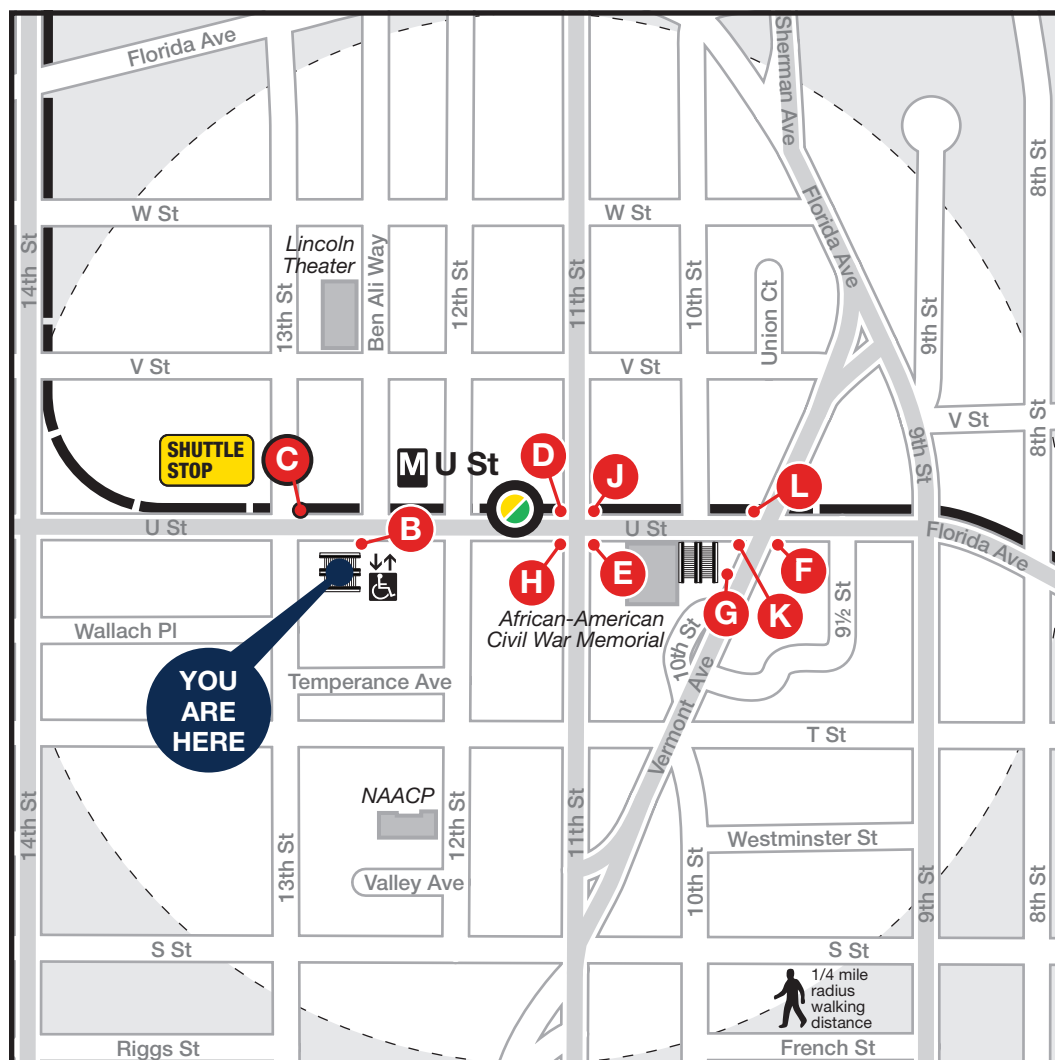 Florida Ave
Sherman Ave
8th St
W St
W St
Florida Ave
Lincoln
Theater
14th St
13th St
Ben Ali Way
12th St
11th St
10th St
Union Ct
9th St
V St
V St
V St
8th St
9th St
SHUTTLE
STOP
C
M U St
D
J
L
U St
B
U St
Florida Ave
H
E
G
K
F
African-American
Civil War Memorial
Wallach Pl
10th St
9½ St
YOU
ARE
HERE
Temperance Ave
Vermont Ave
T St
14th St
13th St
NAACP
12th St
11th St
10th St
Westminster St
9th St
8th St
Valley Ave
S St
S St
1/4 mile
radius
walking
distance
Riggs St
French St